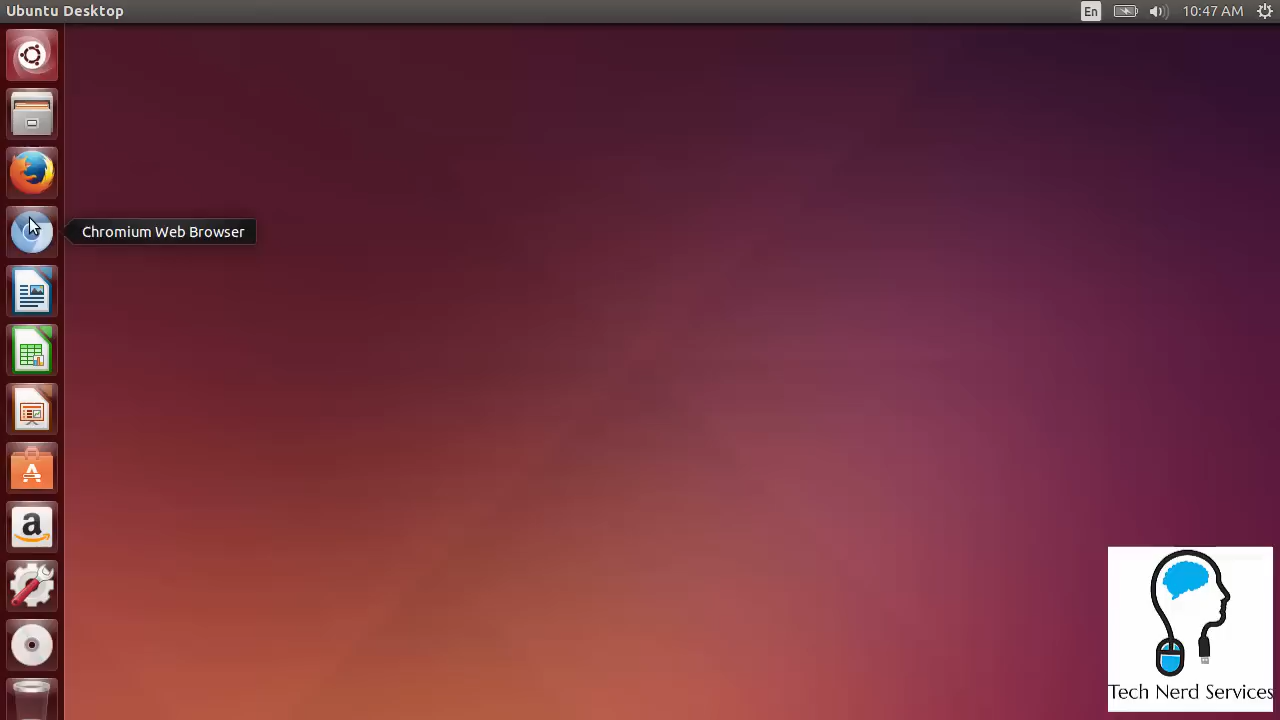 Ubuntu Desktop
En
10:47 AM
Chromium Web Browser
A
a
Tech Nerd Services